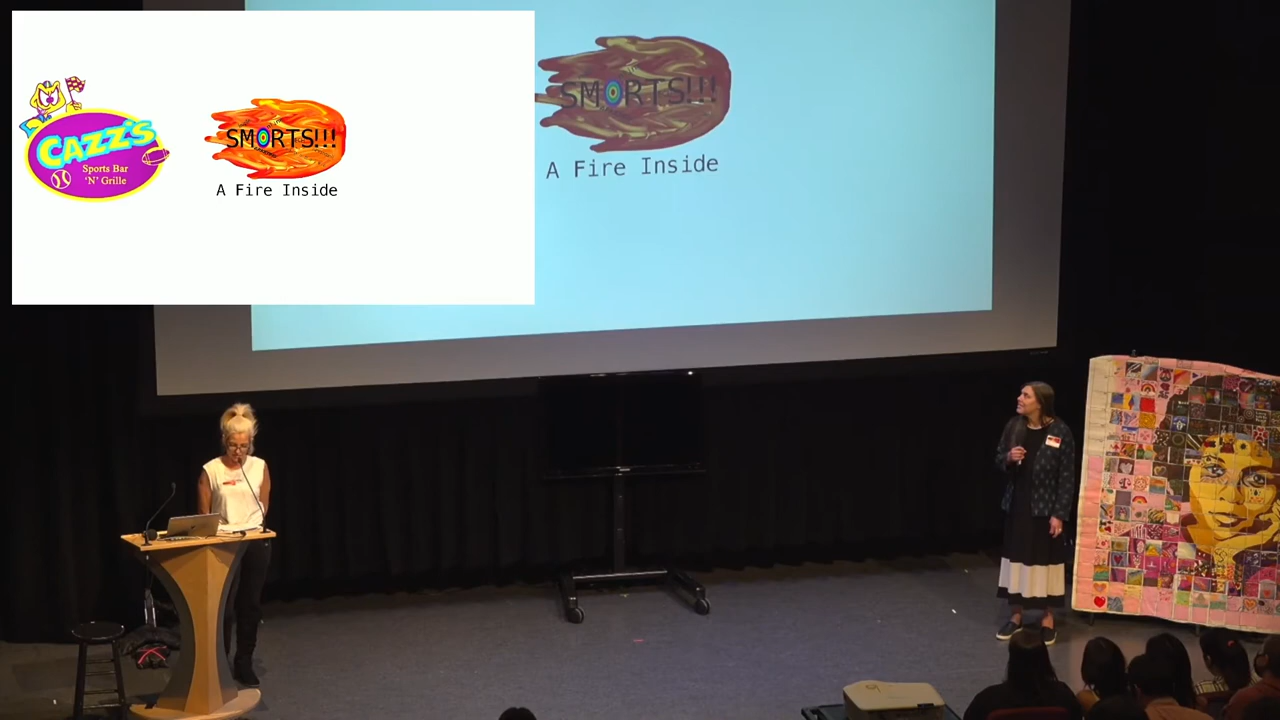 CAZZ'S
Sports Bar
'N' Grille
SMORTS!!!
A Fire Inside
SMORTS!!!
A Fire Inside